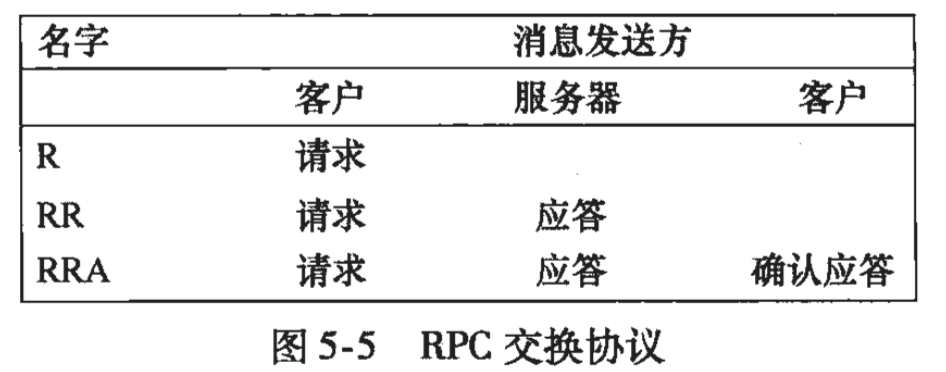 名字 消息发送方
客户 服务器 客户
R 请求
RR 请求 应答
RRA 请求 应答 确认应答
图 5-5 RPC 交换协议